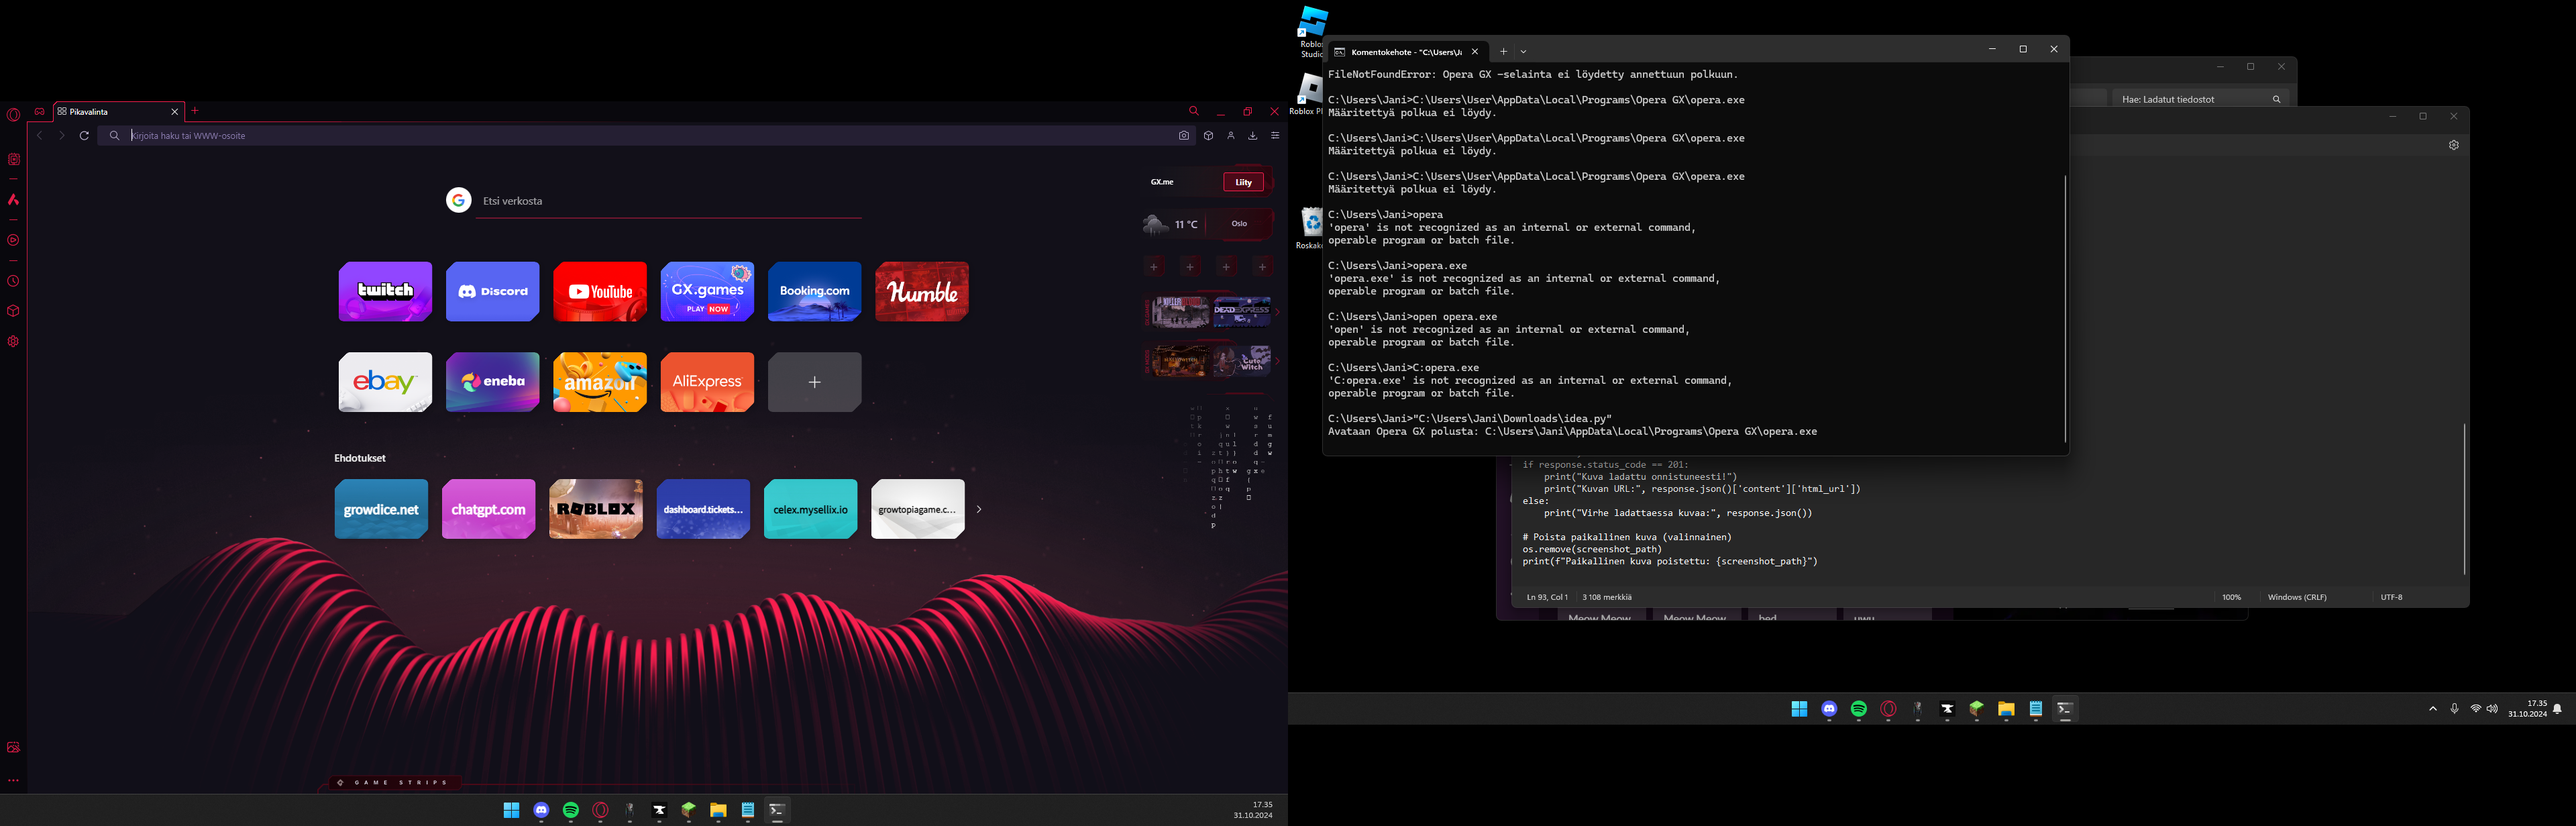 Pikavalinta
Kirjoita haku tai WWW-osoite
Etsi verkosta
GX.me
Liity
11 °C
Oslo
twitch
Discord
YouTube
GX.games
PLAY NOW
Booking.com
Humble
ebay
eneba
amazon
AliExpress
DEAD EXPRESS
Cute
Witch
Ehdotukset
growdice.net
chatgpt.com
ROBLOX
dashboard.tickets...
celex.mysellix.io
growtopiagame.c...
GAME STRIPS
17.35
31.10.2024
Roblox
Studio
Roblox Pl
Roskako
Komentokehote - "C:\Users\Ja
FileNotFoundError: Opera GX -selainta ei löydetty annettuun polkuun.
C:\Users\Jani>C:\Users\User\AppData\Local\Programs\Opera GX\opera.exe
Määritettyä polkua ei löydy.
C:\Users\Jani>C:\Users\User\AppData\Local\Programs\Opera GX\opera.exe
Määritettyä polkua ei löydy.
C:\Users\Jani>C:\Users\User\AppData\Local\Programs\Opera GX\opera.exe
Määritettyä polkua ei löydy.
C:\Users\Jani>opera
'opera' is not recognized as an internal or external command,
operable program or batch file.
C:\Users\Jani>opera.exe
'opera.exe' is not recognized as an internal or external command,
operable program or batch file.
C:\Users\Jani>open opera.exe
'open' is not recognized as an internal or external command,
operable program or batch file.
C:\Users\Jani>C:opera.exe
'C:opera.exe' is not recognized as an internal or external command,
operable program or batch file.
C:\Users\Jani>"C:\Users\Jani\Downloads\idea.py"
Avataan Opera GX polusta: C:\Users\Jani\AppData\Local\Programs\Opera GX\opera.exe
Hae: Ladatut tiedostot
if response.status_code == 201:
print("Kuva ladattu onnistuneesti!")
print("Kuvan URL:", response.json()['content']['html_url'])
else:
print("Virhe ladattaessa kuvaa:", response.json())
# Poista paikallinen kuva (valinnainen)
os.remove(screenshot_path)
print(f"Paikallinen kuva poistettu: {screenshot_path}")
Ln 93, Col 1
3 108 merkkiä
100%
Windows (CRLF)
UTF-8
Meow Meow
Meow Meow
bed
uwu
17.35
31.10.2024